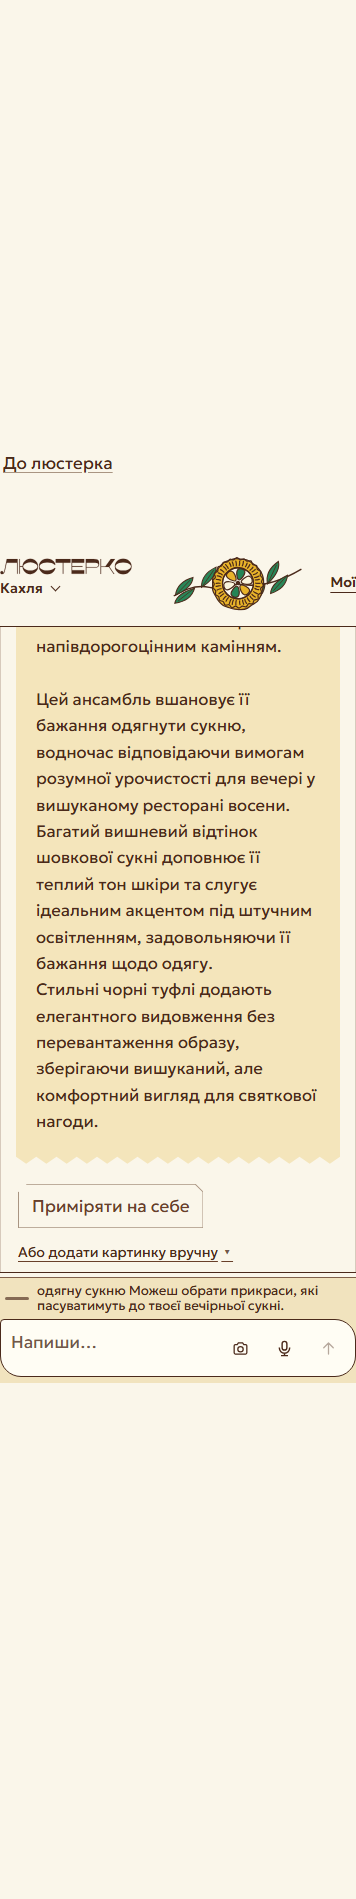 До люстерка
ЛЮСТЕРКО
Кахля
Мої
напівдорогоцінним камінням.
Цей ансамбль вшановує її
бажання одягнути сукню,
водночас відповідаючи вимогам
розумної урочистості для вечері у
вишуканому ресторані восени.
Багатий вишневий відтінок
шовкової сукні доповнює її
теплий тон шкіри та слугує
ідеальним акцентом під штучним
освітленням, задовольняючи її
бажання щодо одягу.
Стильні чорні туфлі додають
елегантного видовження без
перевантаження образу,
зберігаючи вишуканий, але
комфортний вигляд для святкової
нагоди.
Приміряти на себе
Або додати картинку вручну
одягну сукню Можеш обрати прикраси, які
пасуватимуть до твоєї вечірньої сукні.
Напиши...